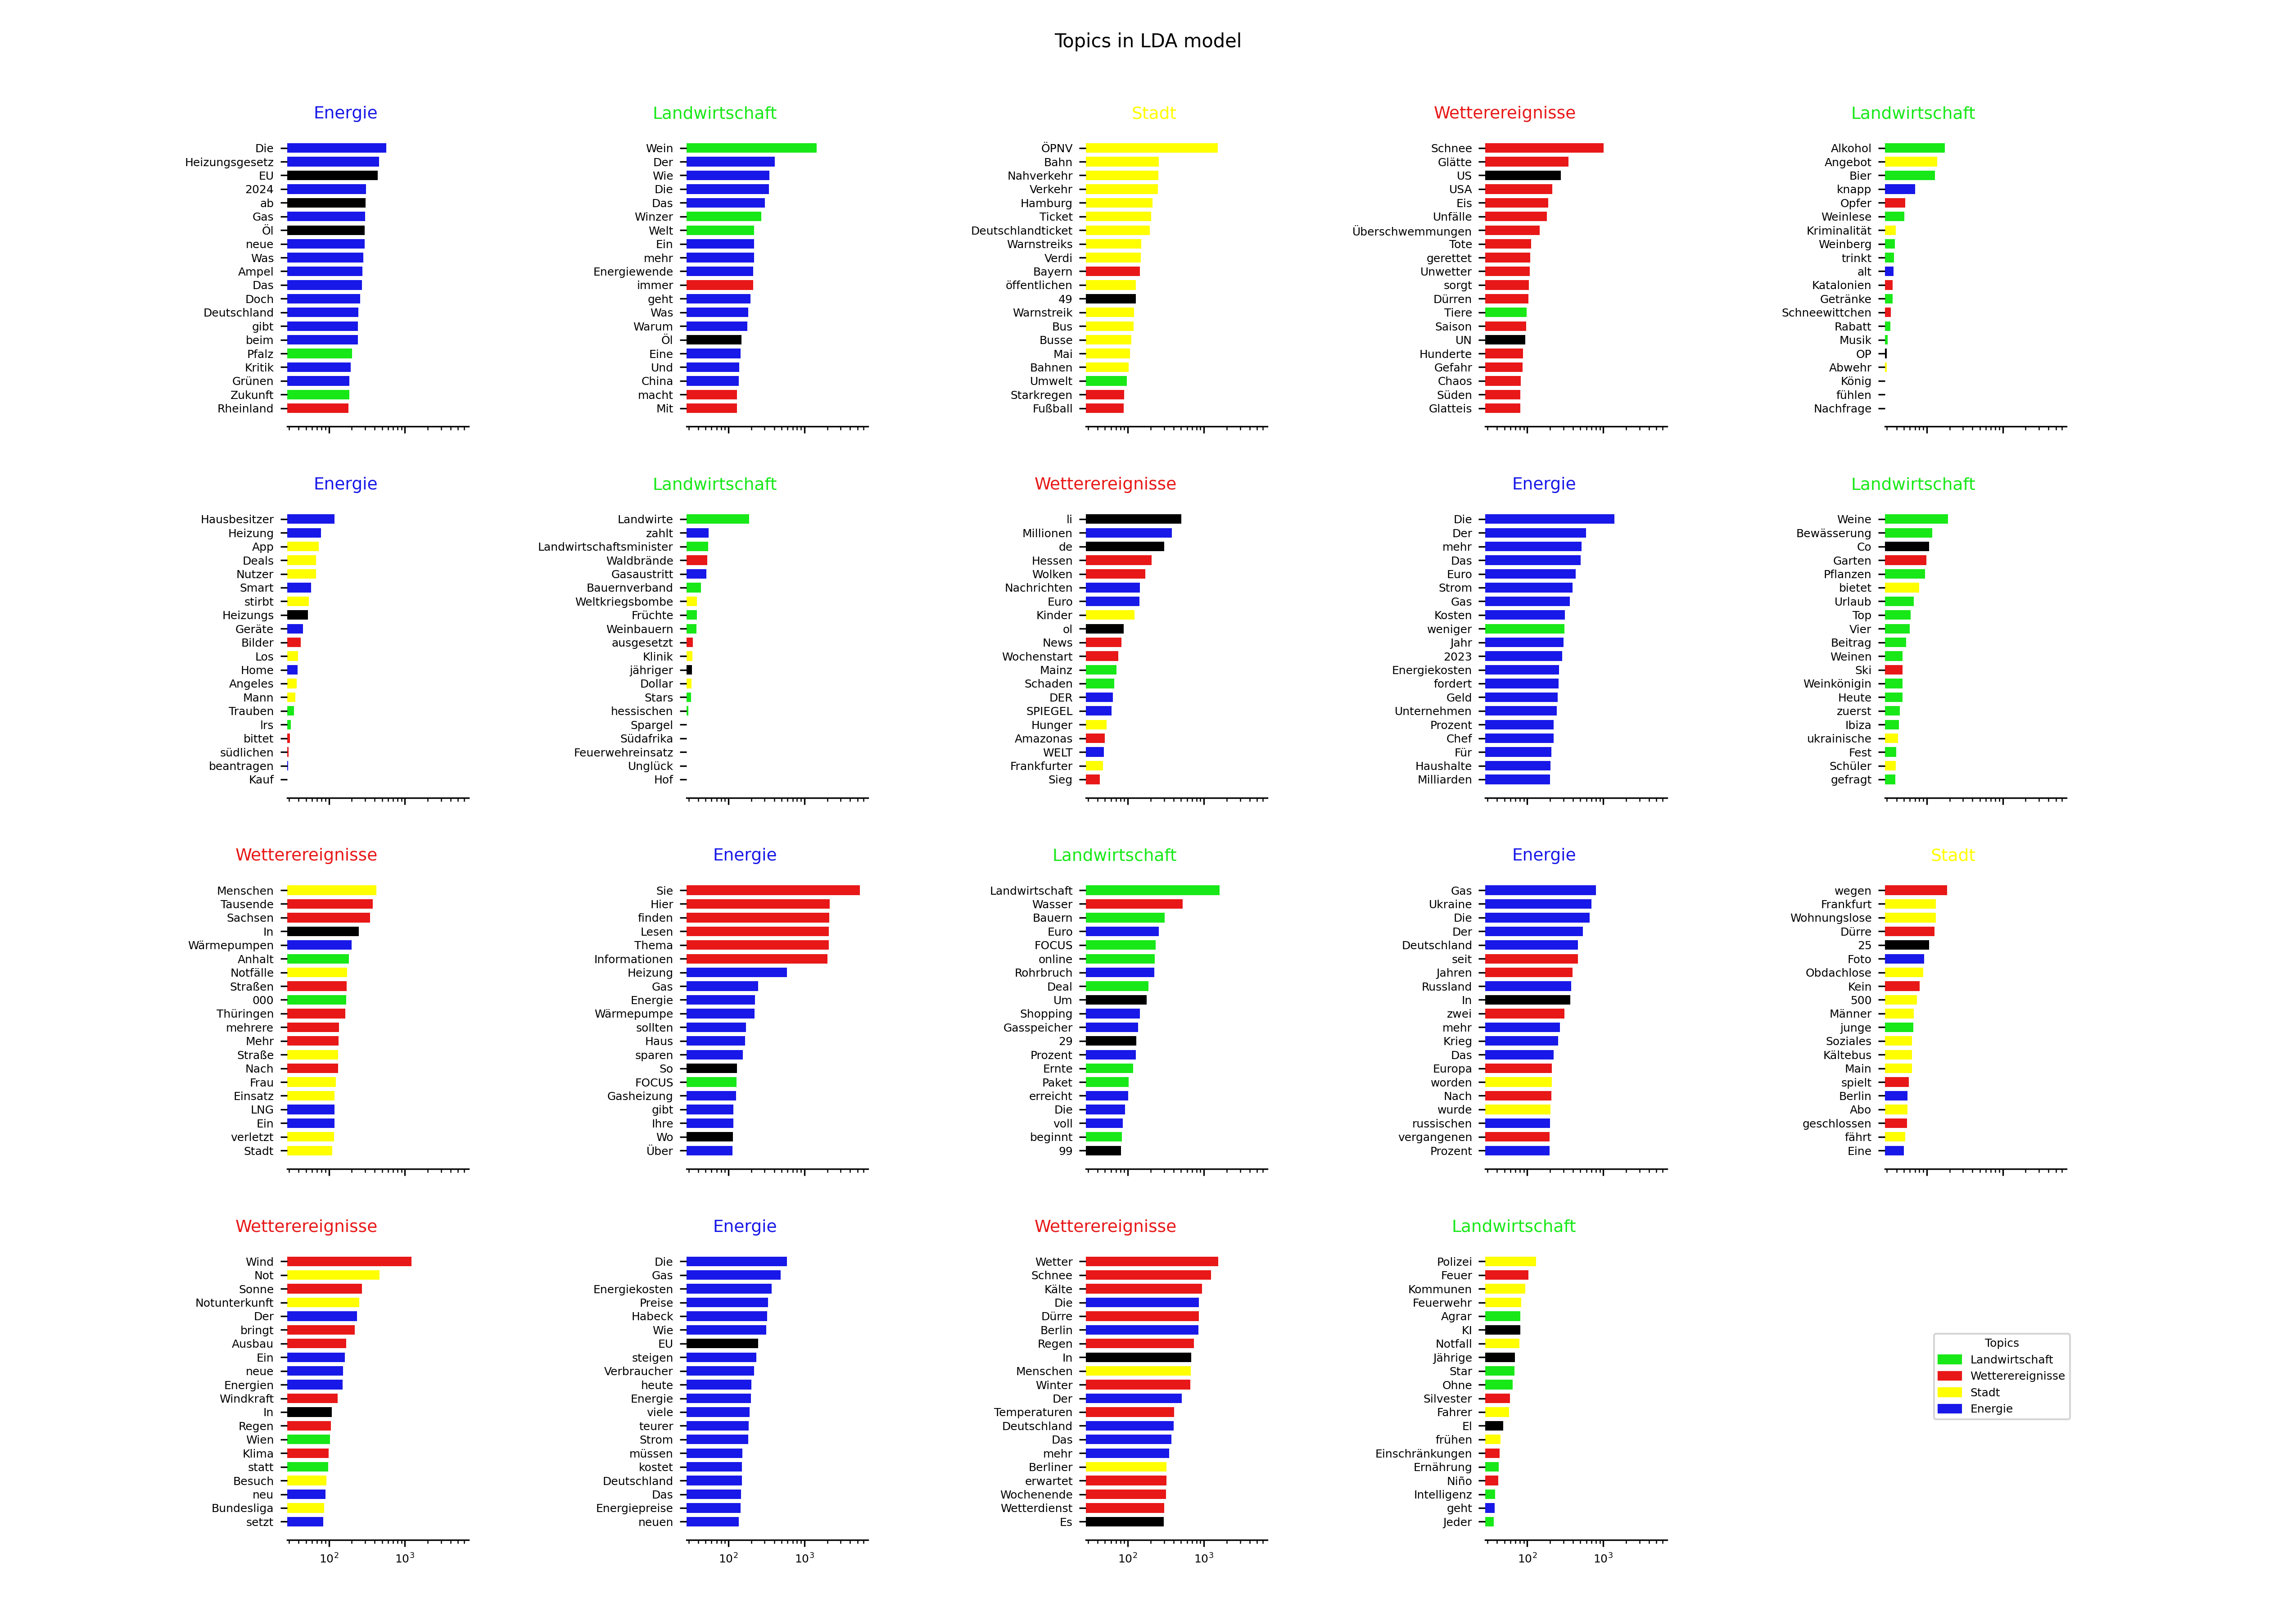 Topics in LDA model
Energie
Die
Heizungsgesetz
EU
2024
ab
Gas
Öl
neue
Was
Ampel
Das
Doch
Deutschland
gibt
beim
Pfalz
Kritik
Grünen
Zukunft
Rheinland
Landwirtschaft
Wein
Der
Wie
Die
Das
Winzer
Welt
Ein
mehr
Energiewende
immer
geht
Was
Warum
Öl
Eine
Und
China
macht
Mit
Stadt
ÖPNV
Bahn
Nahverkehr
Verkehr
Hamburg
Ticket
Deutschlandticket
Warnstreiks
Verdi
Bayern
öffentlichen
49
Warnstreik
Bus
Busse
Mai
Bahnen
Umwelt
Starkregen
Fußball
Wetterereignisse
Schnee
Glätte
US
USA
Eis
Unfälle
Überschwemmungen
Tote
gerettet
Unwetter
sorgt
Dürren
Tiere
Saison
UN
Hunderte
Gefahr
Chaos
Süden
Glatteis
Landwirtschaft
Alkohol
Angebot
Bier
knapp
Opfer
Weinlese
Kriminalität
Weinberg
trinkt
alt
Katalonien
Getränke
Schneewittchen
Rabatt
Musik
OP
Abwehr
König
fühlen
Nachfrage
Energie
Hausbesitzer
Heizung
App
Deals
Nutzer
Smart
stirbt
Heizungs
Geräte
Bilder
Los
Home
Angeles
Mann
Trauben
Irs
bittet
südlichen
beantragen
Kauf
Landwirtschaft
Landwirte
zahlt
Landwirtschaftsminister
Waldbrände
Gasaustritt
Bauernverband
Weltkriegsbombe
Früchte
Weinbauern
ausgesetzt
Klinik
jähriger
Dollar
Stars
hessischen
Spargel
Südafrika
Feuerwehreinsatz
Unglück
Hof
Wetterereignisse
li
Millionen
de
Hessen
Wolken
Nachrichten
Euro
Kinder
ol
News
Wochenstart
Mainz
Schaden
DER
SPIEGEL
Hunger
Amazonas
WELT
Frankfurter
Sieg
Energie
Die
Der
mehr
Das
Euro
Strom
Gas
Kosten
weniger
Jahr
2023
Energiekosten
fordert
Geld
Unternehmen
Prozent
Chef
Für
Haushalte
Milliarden
Landwirtschaft
Weine
Bewässerung
Co
Garten
Pflanzen
bietet
Urlaub
Top
Vier
Beitrag
Weinen
Ski
Weinkönigin
Heute
zuerst
Ibiza
ukrainische
Fest
Schüler
gefragt
Wetterereignisse
Menschen
Tausende
Sachsen
In
Wärmepumpen
Anhalt
Notfälle
Straßen
000
Thüringen
mehrere
Mehr
Straße
Nach
Frau
Einsatz
LNG
Ein
verletzt
Stadt
Energie
Sie
Hier
finden
Lesen
Thema
Informationen
Heizung
Gas
Energie
Wärmepumpe
sollten
Haus
sparen
So
FOCUS
Gasheizung
gibt
Ihre
Wo
Über
Landwirtschaft
Landwirtschaft
Wasser
Bauern
Euro
FOCUS
online
Rohrbruch
Deal
Um
Shopping
Gasspeicher
29
Prozent
Ernte
Paket
erreicht
Die
voll
beginnt
99
Energie
Gas
Ukraine
Die
Der
Deutschland
seit
Jahren
Russland
In
zwei
mehr
Krieg
Das
Europa
worden
Nach
wurde
russischen
vergangenen
Prozent
Stadt
wegen
Frankfurt
Wohnungslose
Dürre
25
Foto
Obdachlose
Kein
500
Männer
junge
Soziales
Kältebus
Main
spielt
Berlin
Abo
geschlossen
fährt
Eine
Wetterereignisse
Wind
Not
Sonne
Notunterkunft
Der
bringt
Ausbau
Ein
neue
Energien
Windkraft
In
Regen
Wien
Klima
statt
Besuch
neu
Bundesliga
setzt
10² 10³
Energie
Die
Gas
Energiekosten
Preise
Habeck
Wie
EU
steigen
Verbraucher
heute
Energie
viele
teurer
Strom
müssen
kostet
Deutschland
Das
Energiepreise
neuen
10² 10³
Wetterereignisse
Wetter
Schnee
Kälte
Die
Dürre
Berlin
Regen
In
Menschen
Winter
Der
Temperaturen
Deutschland
Das
mehr
Berliner
erwartet
Wochenende
Wetterdienst
Es
10² 10³
Landwirtschaft
Polizei
Feuer
Kommunen
Feuerwehr
Agrar
KI
Notfall
Jährige
Star
Ohne
Silvester
Fahrer
El
frühen
Einschränkungen
Ernährung
Niño
Intelligenz
geht
Jeder
10² 10³
Topics
Landwirtschaft
Wetterereignisse
Stadt
Energie